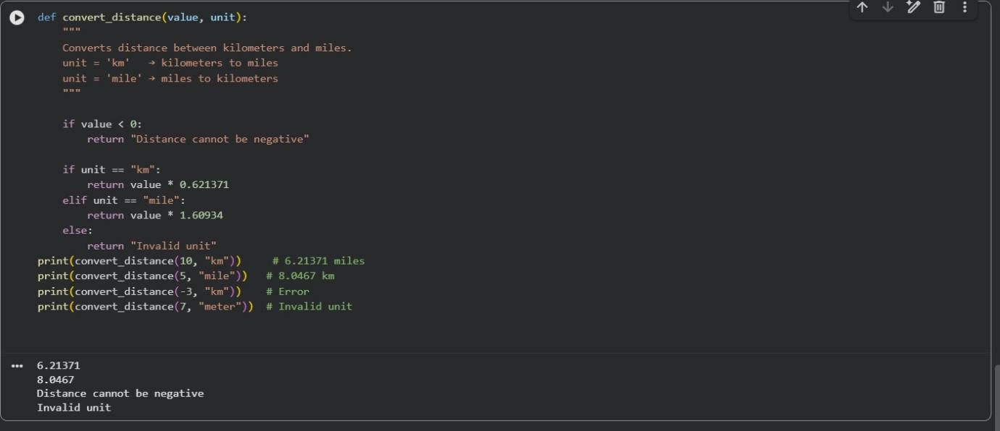 def convert_distance(value, unit):
    """
    Converts distance between kilometers and miles.
    unit = 'km'   → kilometers to miles
    unit = 'mile' → miles to kilometers
    """

    if value < 0:
        return "Distance cannot be negative"

    if unit == "km":
        return value * 0.621371
    elif unit == "mile":
        return value * 1.60934
    else:
        return "Invalid unit"
print(convert_distance(10, "km"))     # 6.21371 miles
print(convert_distance(5, "mile"))   # 8.0467 km
print(convert_distance(-3, "km"))    # Error
print(convert_distance(7, "meter"))  # Invalid unit
6.21371
8.0467
Distance cannot be negative
Invalid unit